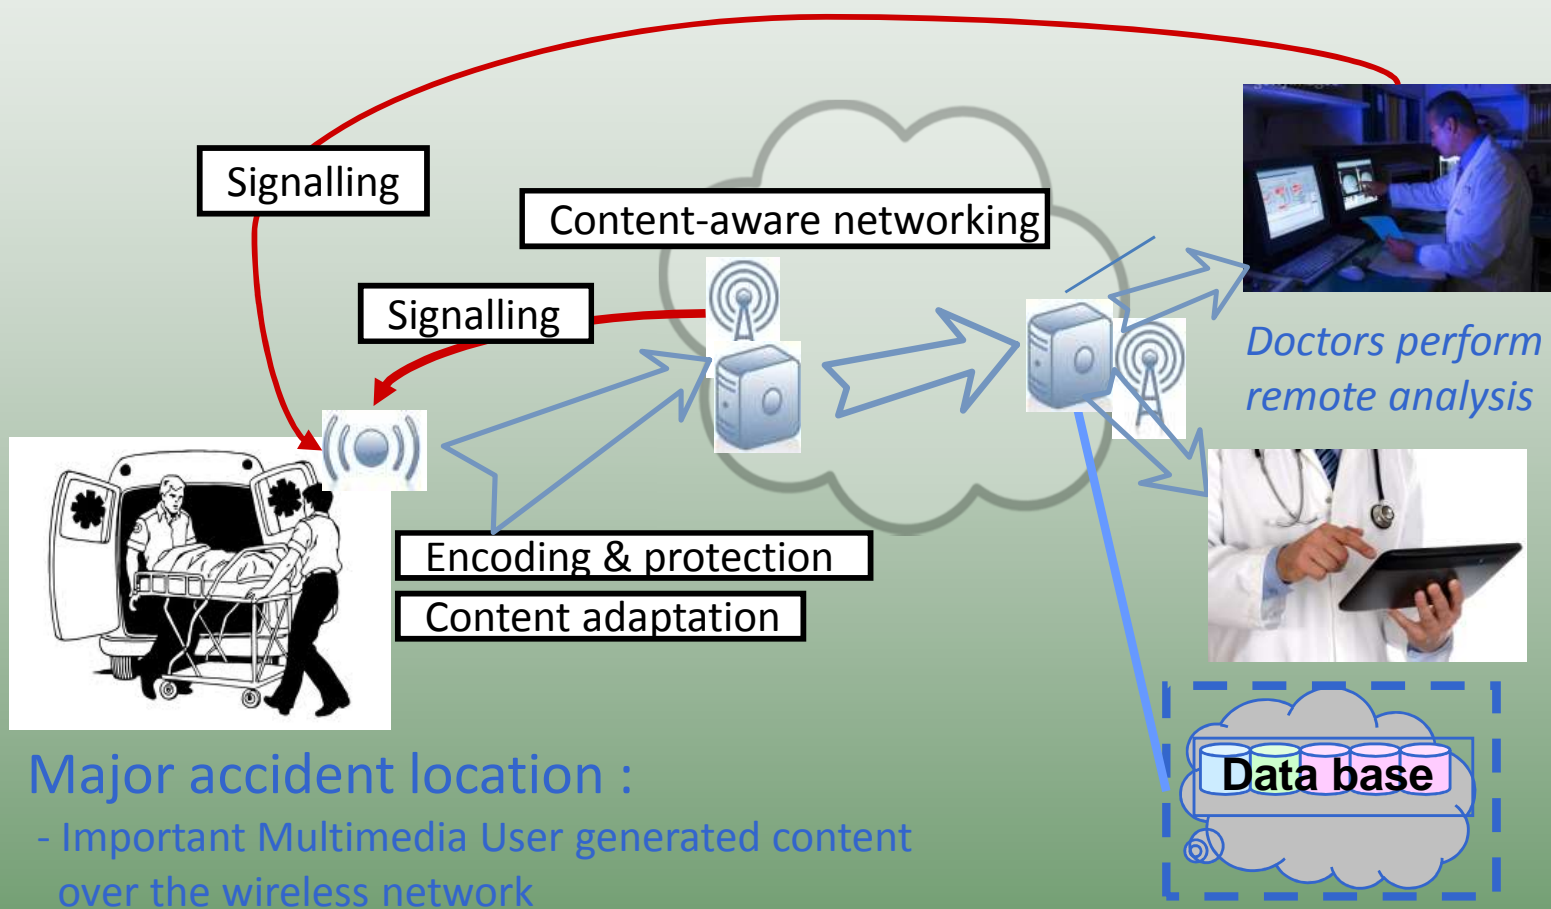 Signalling
Content-aware networking
Signalling
Doctors perform
remote analysis
Encoding & protection
Content adaptation
Data base
Major accident location :
- Important Multimedia User generated content
over the wireless network